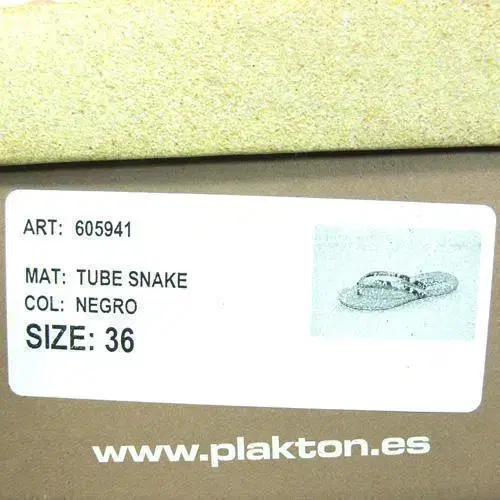 ART: 605941
MAT: TUBE SNAKE
COL: NEGRO
SIZE: 36
www.plakton.es